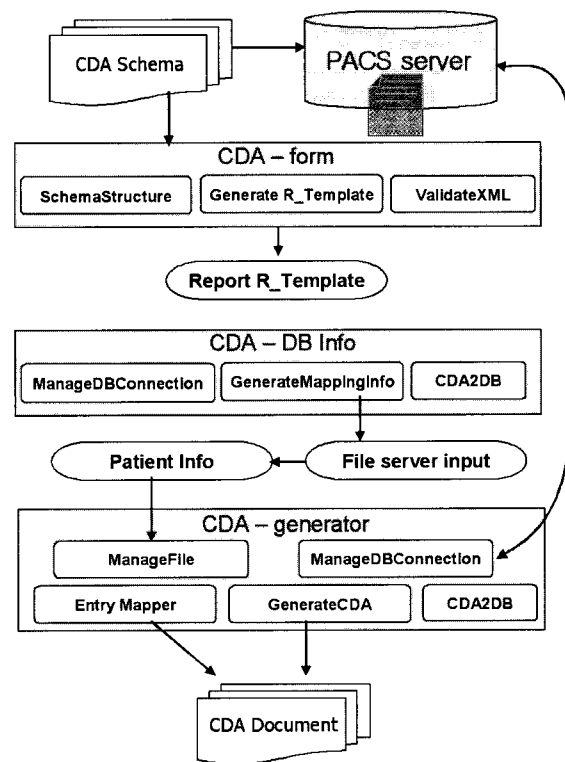 CDA Schema
PACS server
CDA – form
SchemaStructure
Generate R_Template
ValidateXML
Report R_Template
CDA – DB Info
ManageDBConnection
GenerateMappingInfo
CDA2DB
Patient Info
File server input
CDA – generator
ManageFile
ManageDBConnection
Entry Mapper
GenerateCDA
CDA2DB
CDA Document